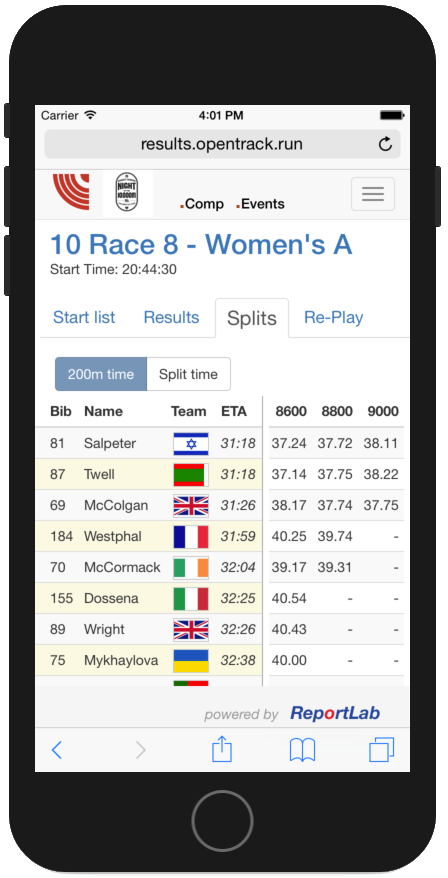 Carrier 4:01 PM
results.opentrack.run
NIGHT
.Comp .Events
10 Race 8 - Women's A
Start Time: 20:44:30
Start list Results Splits Re-Play
200m time Split time
Bib Name Team ETA 8600 8800 9000
81 Salpeter 31:18 37.24 37.72 38.11
87 Twell 31:18 37.14 37.75 38.22
69 McColgan 31:26 38.17 37.74 37.75
184 Westphal 31:59 40.25 39.74 -
70 McCormack 32:04 39.17 39.31 -
155 Dossena 32:25 40.54 - -
89 Wright 32:26 40.43 - -
75 Mykhaylova 32:38 40.00 - -
powered by ReportLab